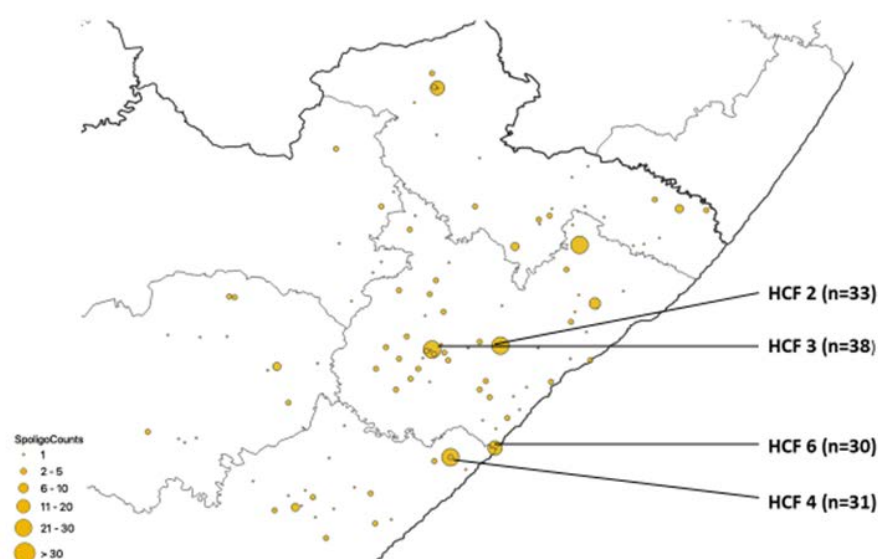 HCF 2 (n=33)
HCF 3 (n=38)
HCF 6 (n=30)
HCF 4 (n=31)
SpoligoCounts
1
2 - 5
6 - 10
11 - 20
21 - 30
> 30